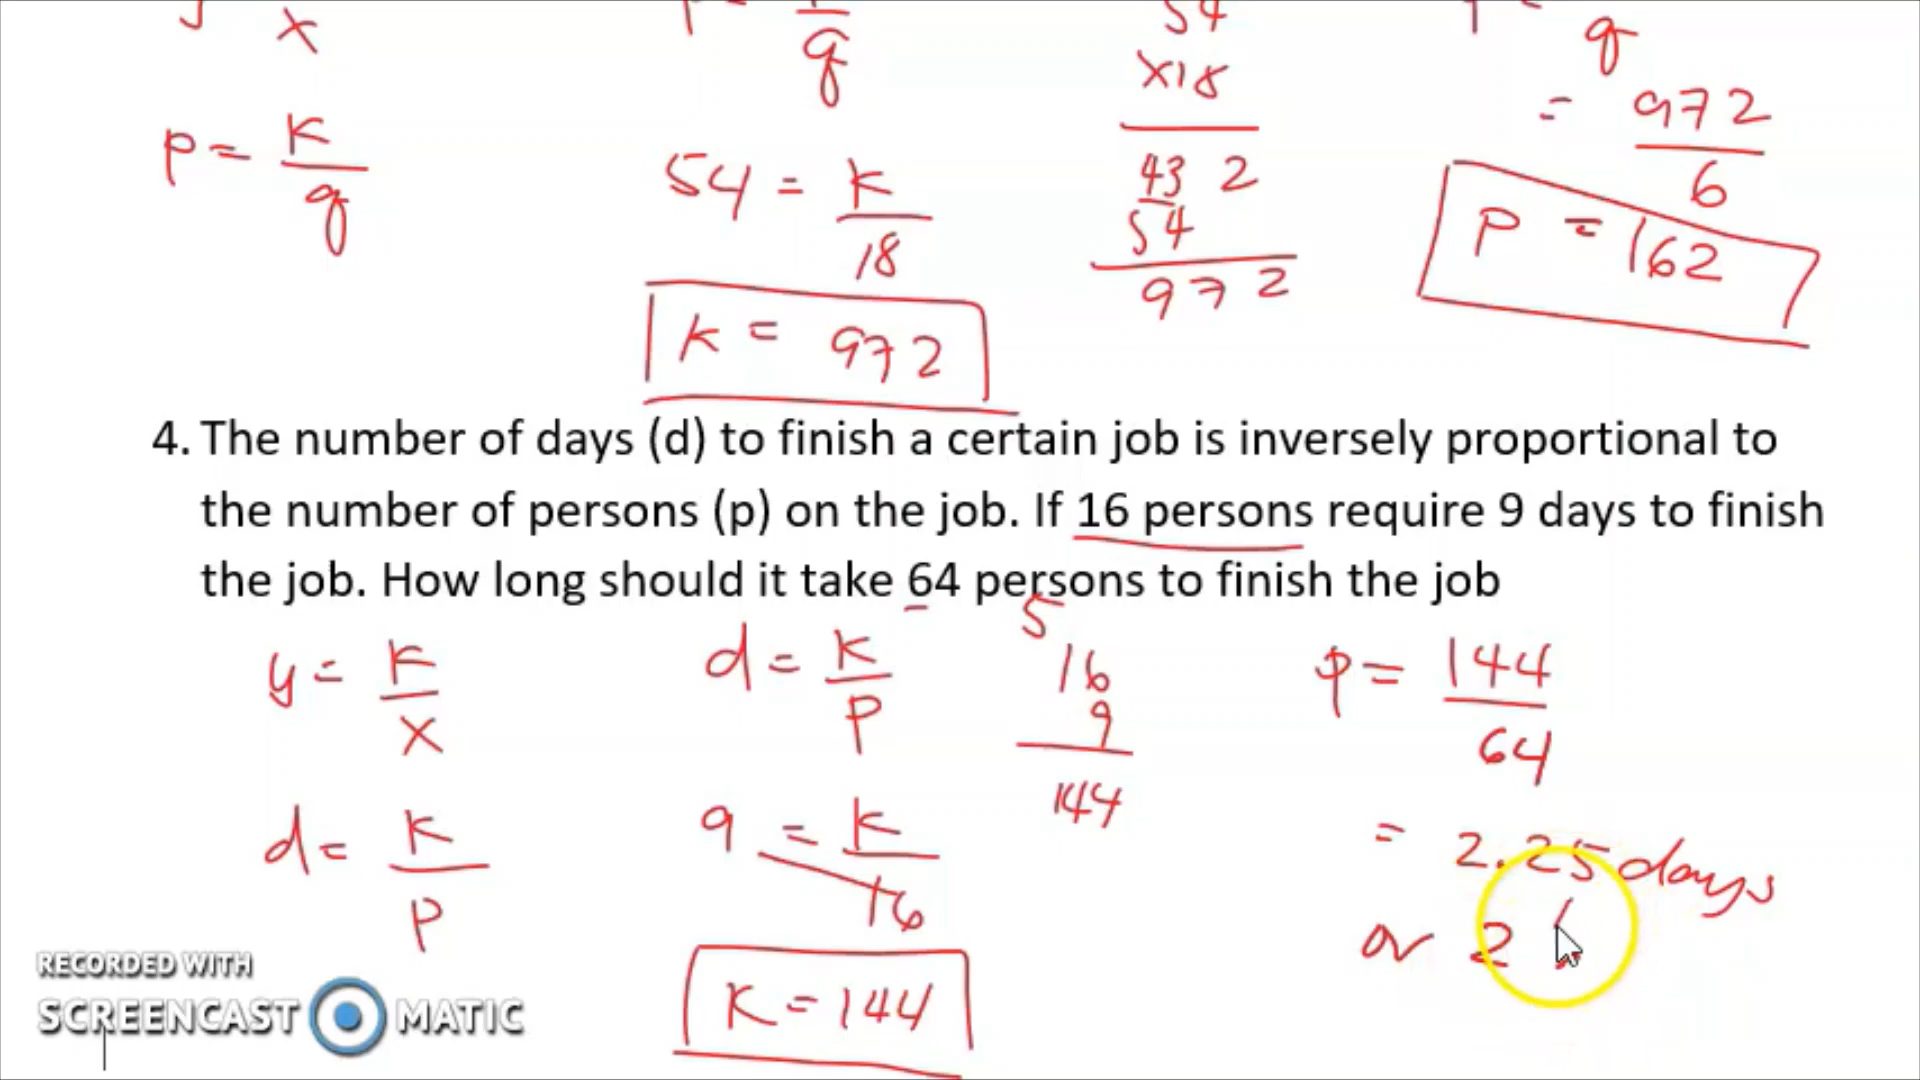 x
q
54
x18
q
p = K/q
54 = K/18
432
54
972
= 972/6
P = 162
K = 972
4. The number of days (d) to finish a certain job is inversely proportional to
the number of persons (p) on the job. If 16 persons require 9 days to finish
the job. How long should it take 64 persons to finish the job
y = K/x
d = K/P
5
16
9
144
p = 144/64
d = K/P
9 = K/16
= 2.25 days
or 2
K = 144
RECORDED WITH
SCREENCAST MATIC